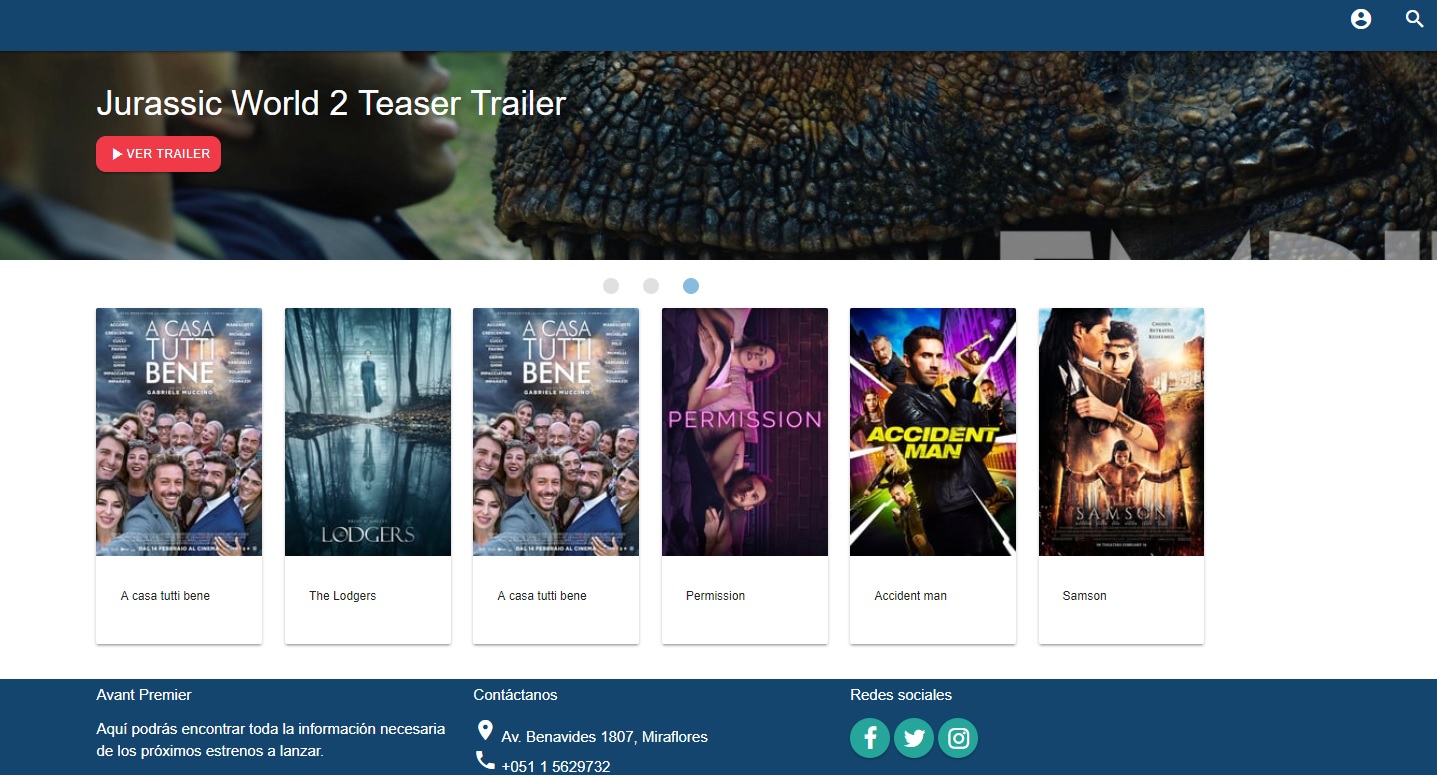 Jurassic World 2 Teaser Trailer
VER TRAILER
A CASA
TUTTI
BENE
GABRIELE MUCCINO
DAL 14 FEBBRAIO AL CINEMA
LODGERS
A CASA
TUTTI
BENE
GABRIELE MUCCINO
DAL 14 FEBBRAIO AL CINEMA
PERMISSION
ACCIDENT
MAN
CHOSEN.
BETRAYED.
REDEEMED.
SAMSON
A casa tutti bene
The Lodgers
A casa tutti bene
Permission
Accident man
Samson
Avant Premier
Aquí podrás encontrar toda la información necesaria
de los próximos estrenos a lanzar.
Contáctanos
Av. Benavides 1807, Miraflores
+051 1 5629732
Redes sociales